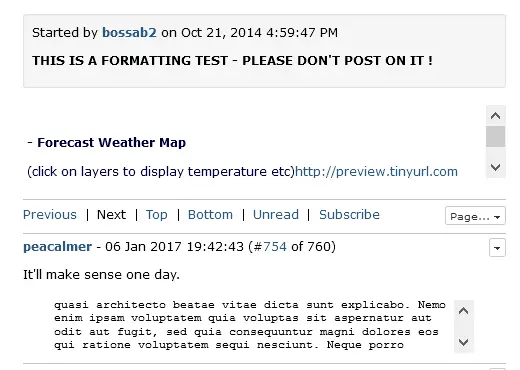 Started by bossab2 on Oct 21, 2014 4:59:47 PM
THIS IS A FORMATTING TEST - PLEASE DON'T POST ON IT !
- Forecast Weather Map
(click on layers to display temperature etc)http://preview.tinyurl.com
Previous | Next | Top | Bottom | Unread | Subscribe Page...
peacalmer - 06 Jan 2017 19:42:43 (#754 of 760)
It'll make sense one day.
quasi architecto beatae vitae dicta sunt explicabo. Nemo
enim ipsam voluptatem quia voluptas sit aspernatur aut
odit aut fugit, sed quia consequuntur magni dolores eos
qui ratione voluptatem sequi nesciunt. Neque porro